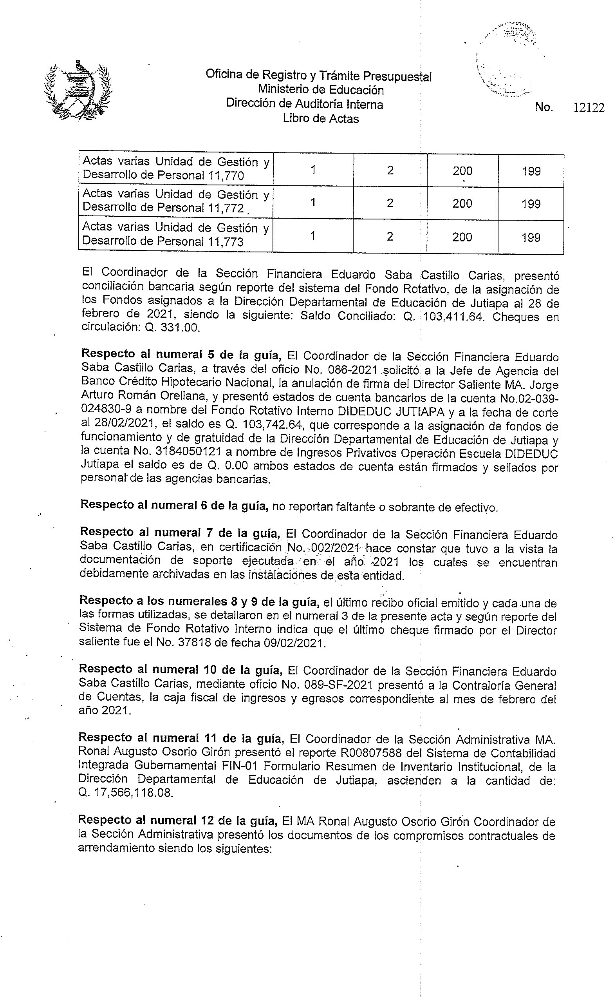 Oficina de Registro y Trámite Presupuestal
Ministerio de Educación
Dirección de Auditoría Interna
Libro de Actas
No. 12122
Actas varias Unidad de Gestión y
Desarrollo de Personal 11,770 1 2 200 199
Actas varias Unidad de Gestión y
Desarrollo de Personal 11,772 1 2 200 199
Actas varias Unidad de Gestión y
Desarrollo de Personal 11,773 1 2 200 199
El Coordinador de la Sección Financiera Eduardo Saba Castillo Carias, presentó
conciliación bancaria según reporte del sistema del Fondo Rotativo, de la asignación de
los Fondos asignados a la Dirección Departamental de Educación de Jutiapa al 28 de
febrero de 2021, siendo la siguiente: Saldo Conciliado: Q. 103,411.64. Cheques en
circulación: Q. 331.00.
Respecto al numeral 5 de la guía, El Coordinador de la Sección Financiera Eduardo
Saba Castillo Carias, a través del oficio No. 086-2021 solicitó a la Jefe de Agencia del
Banco Crédito Hipotecario Nacional, la anulación de firma del Director Saliente MA. Jorge
Arturo Román Orellana, y presentó estados de cuenta bancarios de la cuenta No.02-039-
024830-9 a nombre del Fondo Rotativo Interno DIDEDUC JUTIAPA y a la fecha de corte
al 28/02/2021, el saldo es Q. 103,742.64, que corresponde a la asignación de fondos de
funcionamiento y de gratuidad de la Dirección Departamental de Educación de Jutiapa y
la cuenta No. 3184050121 a nombre de Ingresos Privativos Operación Escuela DIDEDUC
Jutiapa el saldo es de Q. 0.00 ambos estados de cuenta están firmados y sellados por
personal de las agencias bancarias.
Respecto al numeral 6 de la guía, no reportan faltante o sobrante de efectivo.
Respecto al numeral 7 de la guía, El Coordinador de la Sección Financiera Eduardo
Saba Castillo Carias, en certificación No. 002/2021 hace constar que tuvo a la vista la
documentación de soporte ejecutada en el año 2021 los cuales se encuentran
debidamente archivadas en las instalaciones de esta entidad.
Respecto a los numerales 8 y 9 de la guía, el último recibo oficial emitido y cada una de
las formas utilizadas, se detallaron en el numeral 3 de la presente acta y según reporte del
Sistema de Fondo Rotativo Interno indica que el último cheque firmado por el Director
saliente fue el No. 37818 de fecha 09/02/2021.
Respecto al numeral 10 de la guía, El Coordinador de la Sección Financiera Eduardo
Saba Castillo Carias, mediante oficio No. 089-SF-2021 presentó a la Contraloría General
de Cuentas, la caja fiscal de ingresos y egresos correspondiente al mes de febrero del
año 2021.
Respecto al numeral 11 de la guía, El Coordinador de la Sección Administrativa MA.
Ronal Augusto Osorio Girón presentó el reporte R00807588 del Sistema de Contabilidad
Integrada Gubernamental FIN-01 Formulario Resumen de Inventario Institucional, de la
Dirección Departamental de Educación de Jutiapa, ascienden a la cantidad de:
Q. 17,566,118.08.
Respecto al numeral 12 de la guía, El MA Ronal Augusto Osorio Girón Coordinador de
la Sección Administrativa presentó los documentos de los compromisos contractuales de
arrendamiento siendo los siguientes: